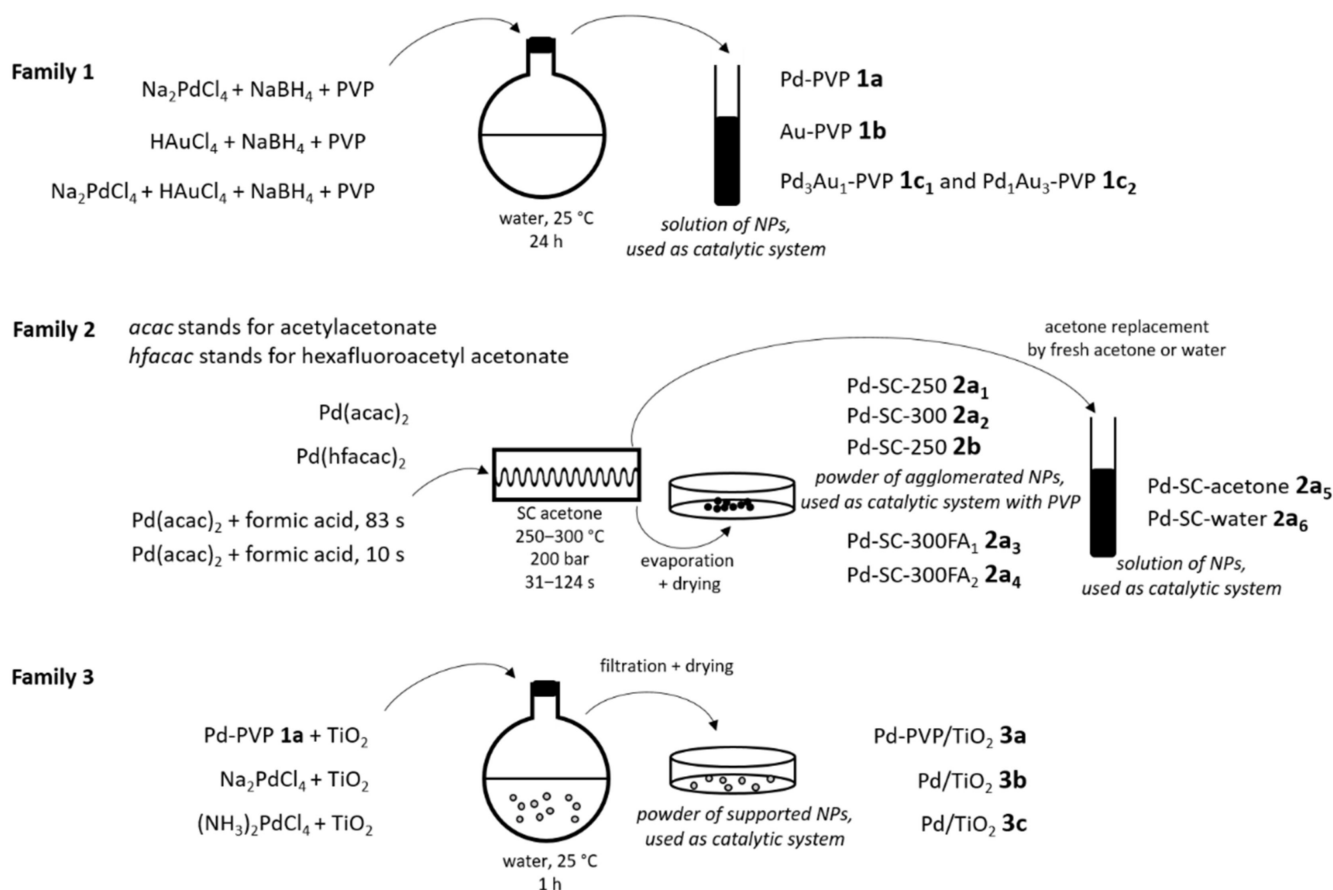 Family 1
Na₂PdCl₄ + NaBH₄ + PVP
HAuCl₄ + NaBH₄ + PVP
Na₂PdCl₄ + HAuCl₄ + NaBH₄ + PVP
water, 25 °C
24 h
solution of NPs,
used as catalytic system
Pd-PVP 1a
Au-PVP 1b
Pd₃Au₁-PVP 1c₁ and Pd₁Au₃-PVP 1c₂
Family 2
acac stands for acetylacetonate
hfacac stands for hexafluoroacetyl acetonate
Pd(acac)₂
Pd(hfacac)₂
Pd(acac)₂ + formic acid, 83 s
Pd(acac)₂ + formic acid, 10 s
SC acetone
250–300 °C
200 bar
31–124 s
evaporation
+ drying
Pd-SC-250 2a₁
Pd-SC-300 2a₂
Pd-SC-250 2b
powder of agglomerated NPs,
used as catalytic system with PVP
Pd-SC-300FA₁ 2a₃
Pd-SC-300FA₂ 2a₄
acetone replacement
by fresh acetone or water
Pd-SC-acetone 2a₅
Pd-SC-water 2a₆
solution of NPs,
used as catalytic system
Family 3
Pd-PVP 1a + TiO₂
Na₂PdCl₄ + TiO₂
(NH₃)₂PdCl₄ + TiO₂
water, 25 °C
1 h
filtration + drying
powder of supported NPs,
used as catalytic system
Pd-PVP/TiO₂ 3a
Pd/TiO₂ 3b
Pd/TiO₂ 3c